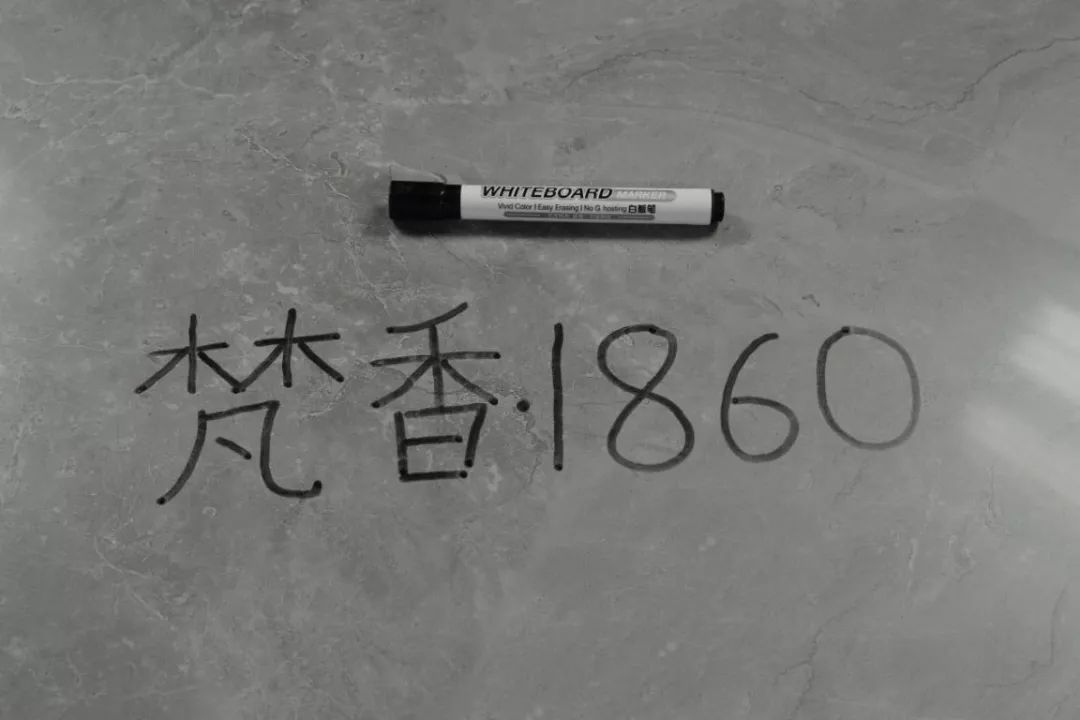 WHITEBOARD MARKER
Vivid Color I Easy Erasing I No G hosting 白板笔
梵香·1860